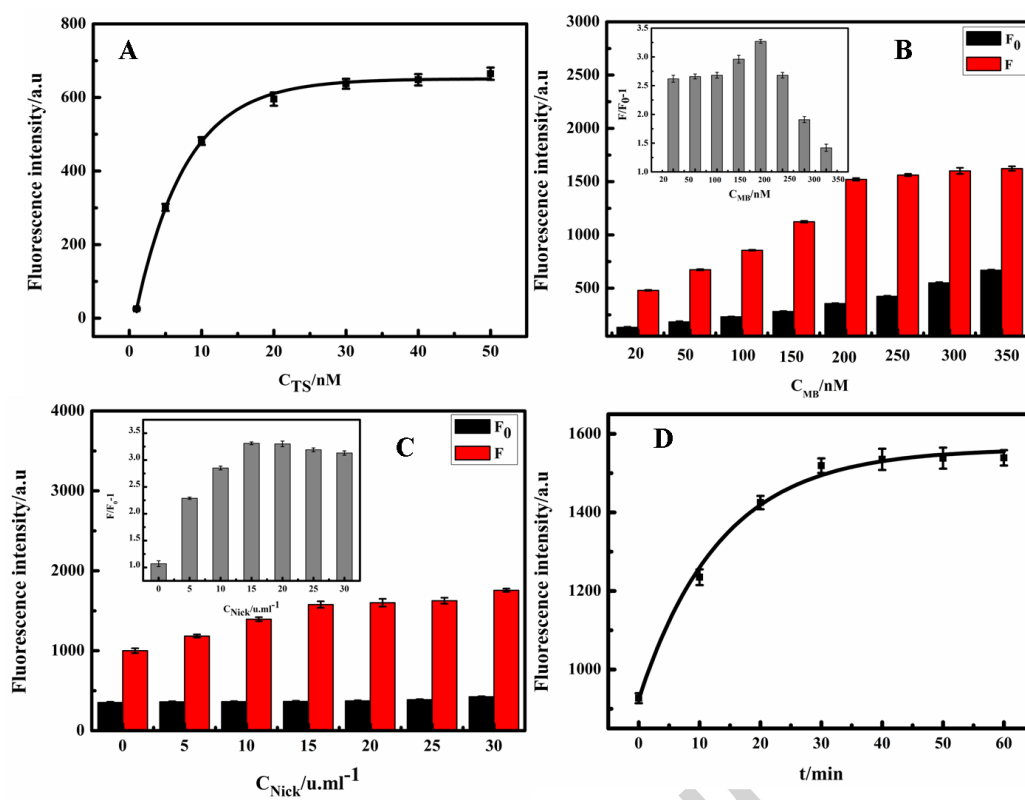 A
Fluorescence intensity/a.u
800
600
400
200
0
0 10 20 30 40 50
C_TS/nM
B
F₀
F
Fluorescence intensity/a.u
3000
2500
2000
1500
1000
500
20 50 100 150 200 250 300 350
C_MB/nM
F/F₀-1
3.5
3.0
2.5
2.0
1.5
1.0
20 50 100 150 200 250 300 350
C_MB/nM
C
F₀
F
Fluorescence intensity/a.u
4000
3000
2000
1000
0
0 5 10 15 20 25 30
C_Nick/u.ml⁻¹
F/F₀-1
3.5
3.0
2.5
2.0
1.5
1.0
0 5 10 15 20 25 30
C_Nick/u.ml⁻¹
D
Fluorescence intensity/a.u
1600
1400
1200
1000
0 10 20 30 40 50 60
t/min